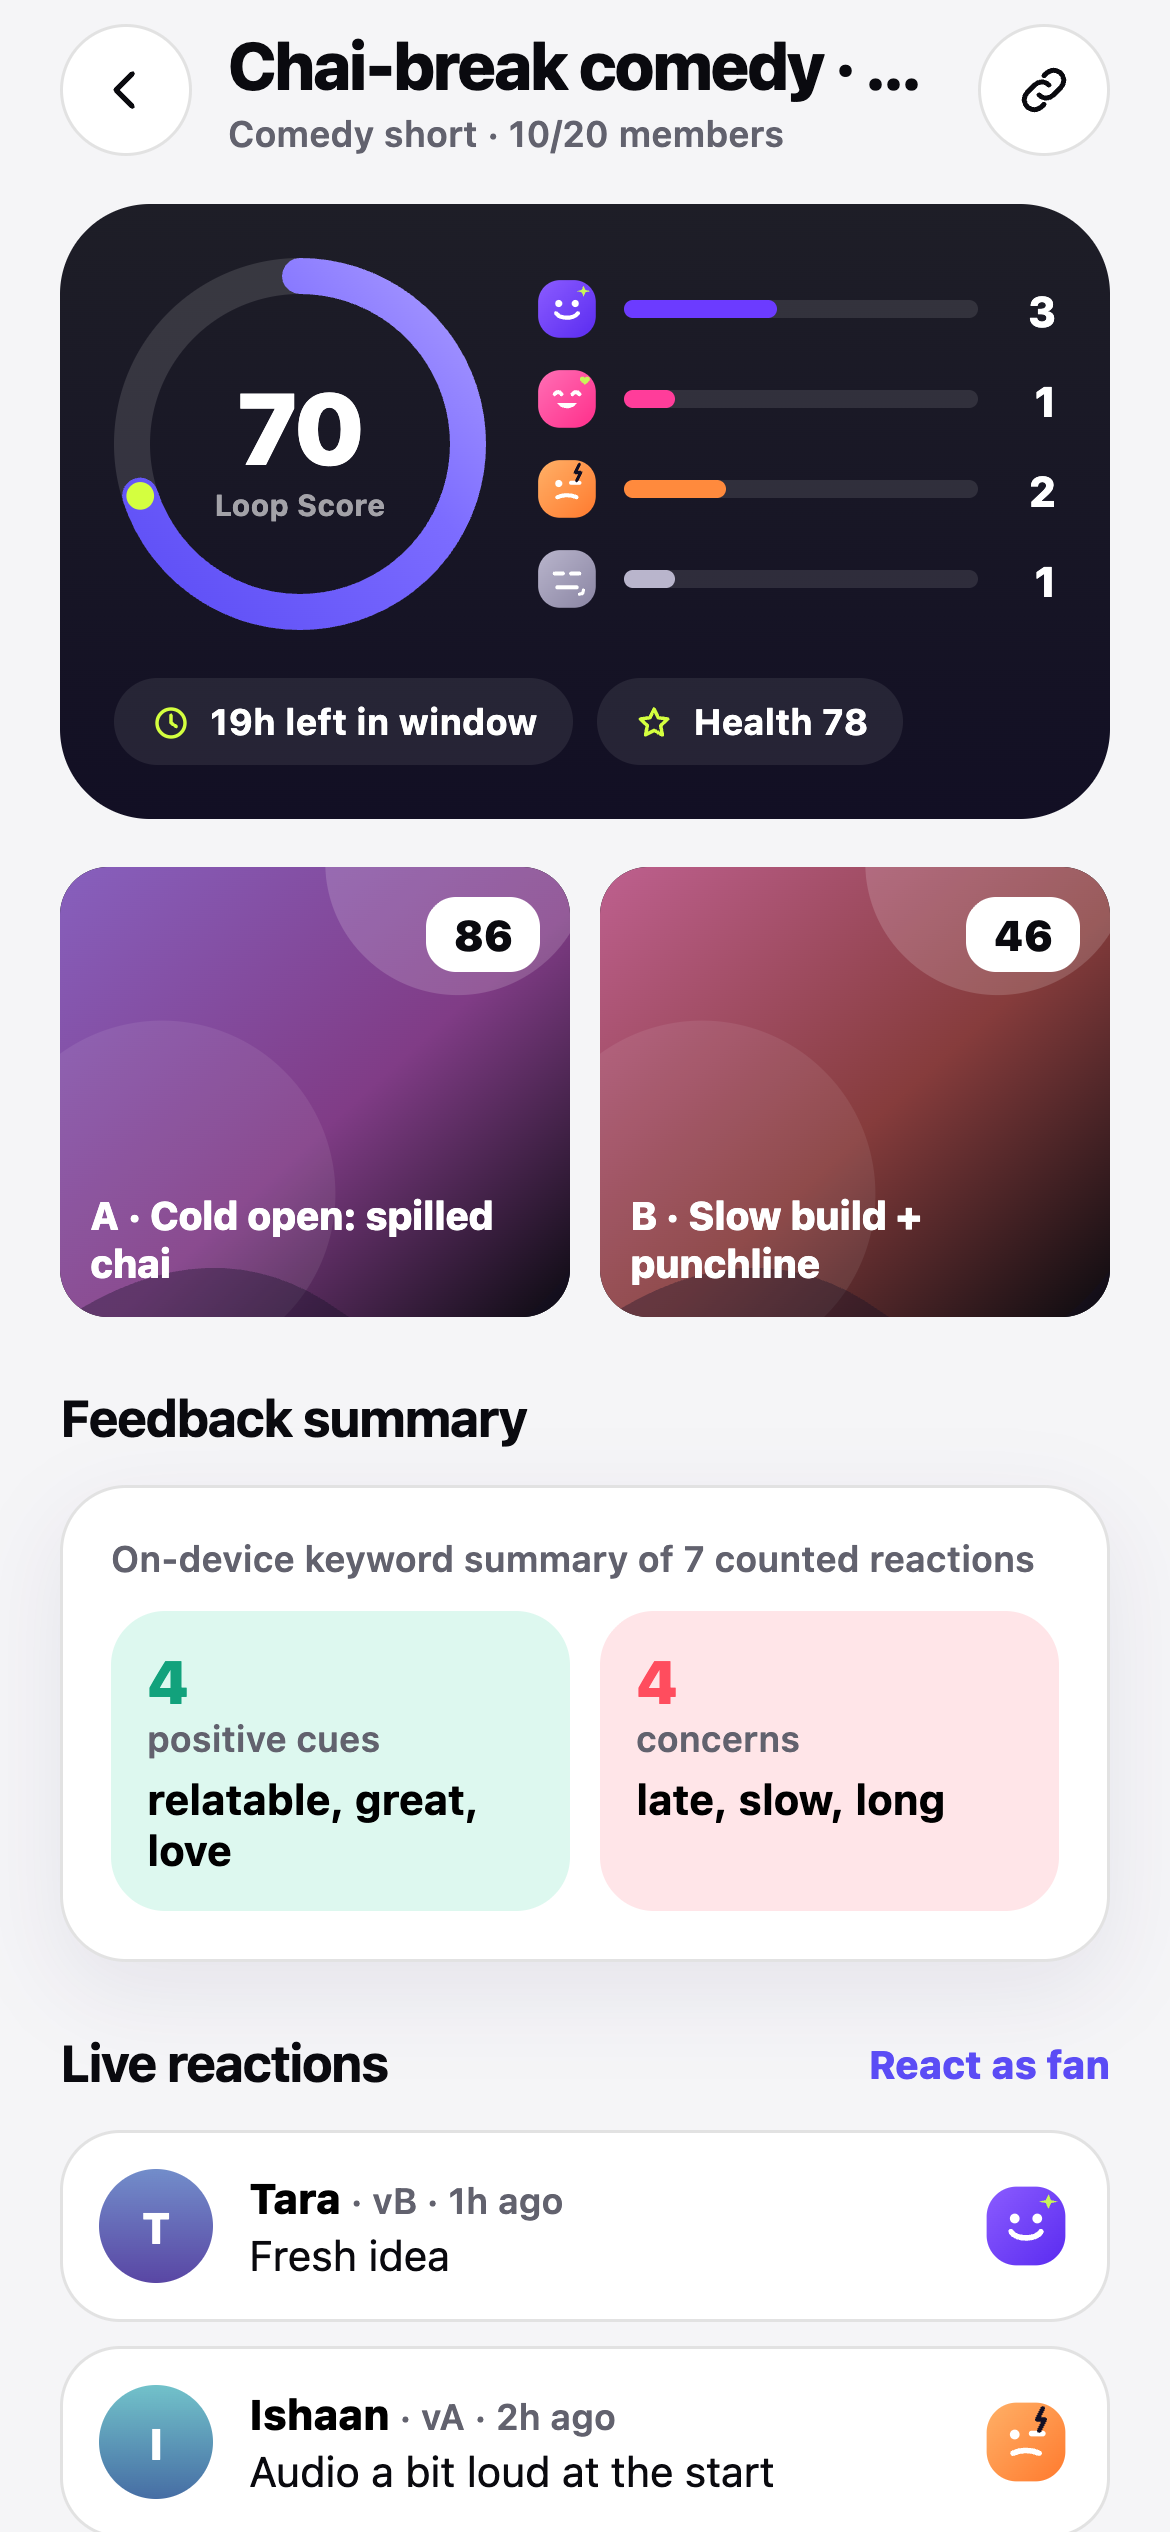 Chai-break comedy · ...
Comedy short · 10/20 members
70
Loop Score
3
1
2
1
19h left in window
Health 78
86
A · Cold open: spilled
chai
46
B · Slow build +
punchline
Feedback summary
On-device keyword summary of 7 counted reactions
4
positive cues
relatable, great,
love
4
concerns
late, slow, long
Live reactions
React as fan
T
Tara · vB · 1h ago
Fresh idea
I
Ishaan · vA · 2h ago
Audio a bit loud at the start